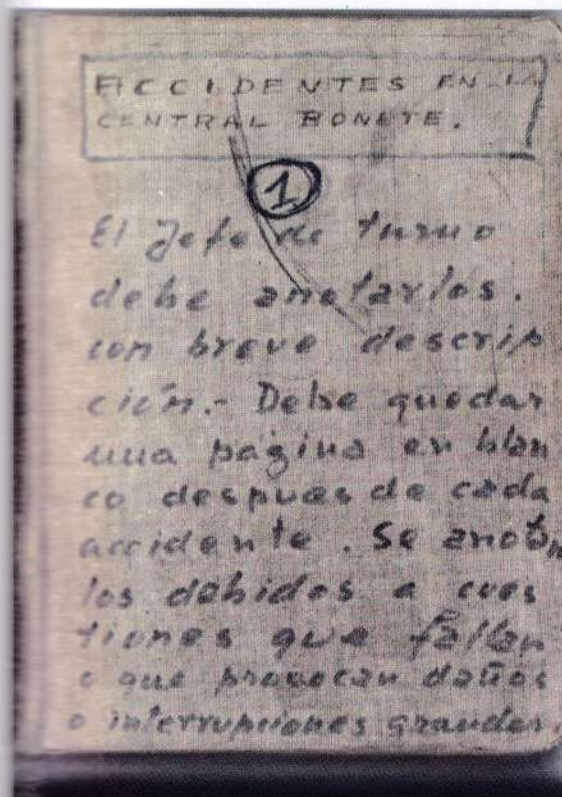 ACCIDENTES EN LA
CENTRAL BONETE.
1
El Jefe de turno
debe anotarlos.
con breve descrip
ción.- Debe quedar
una página en blan
co despues de cada
accidente. Se anotan
los debidos a cues
tiones que fallan
o que provocan daños
o interrupciones grandes.